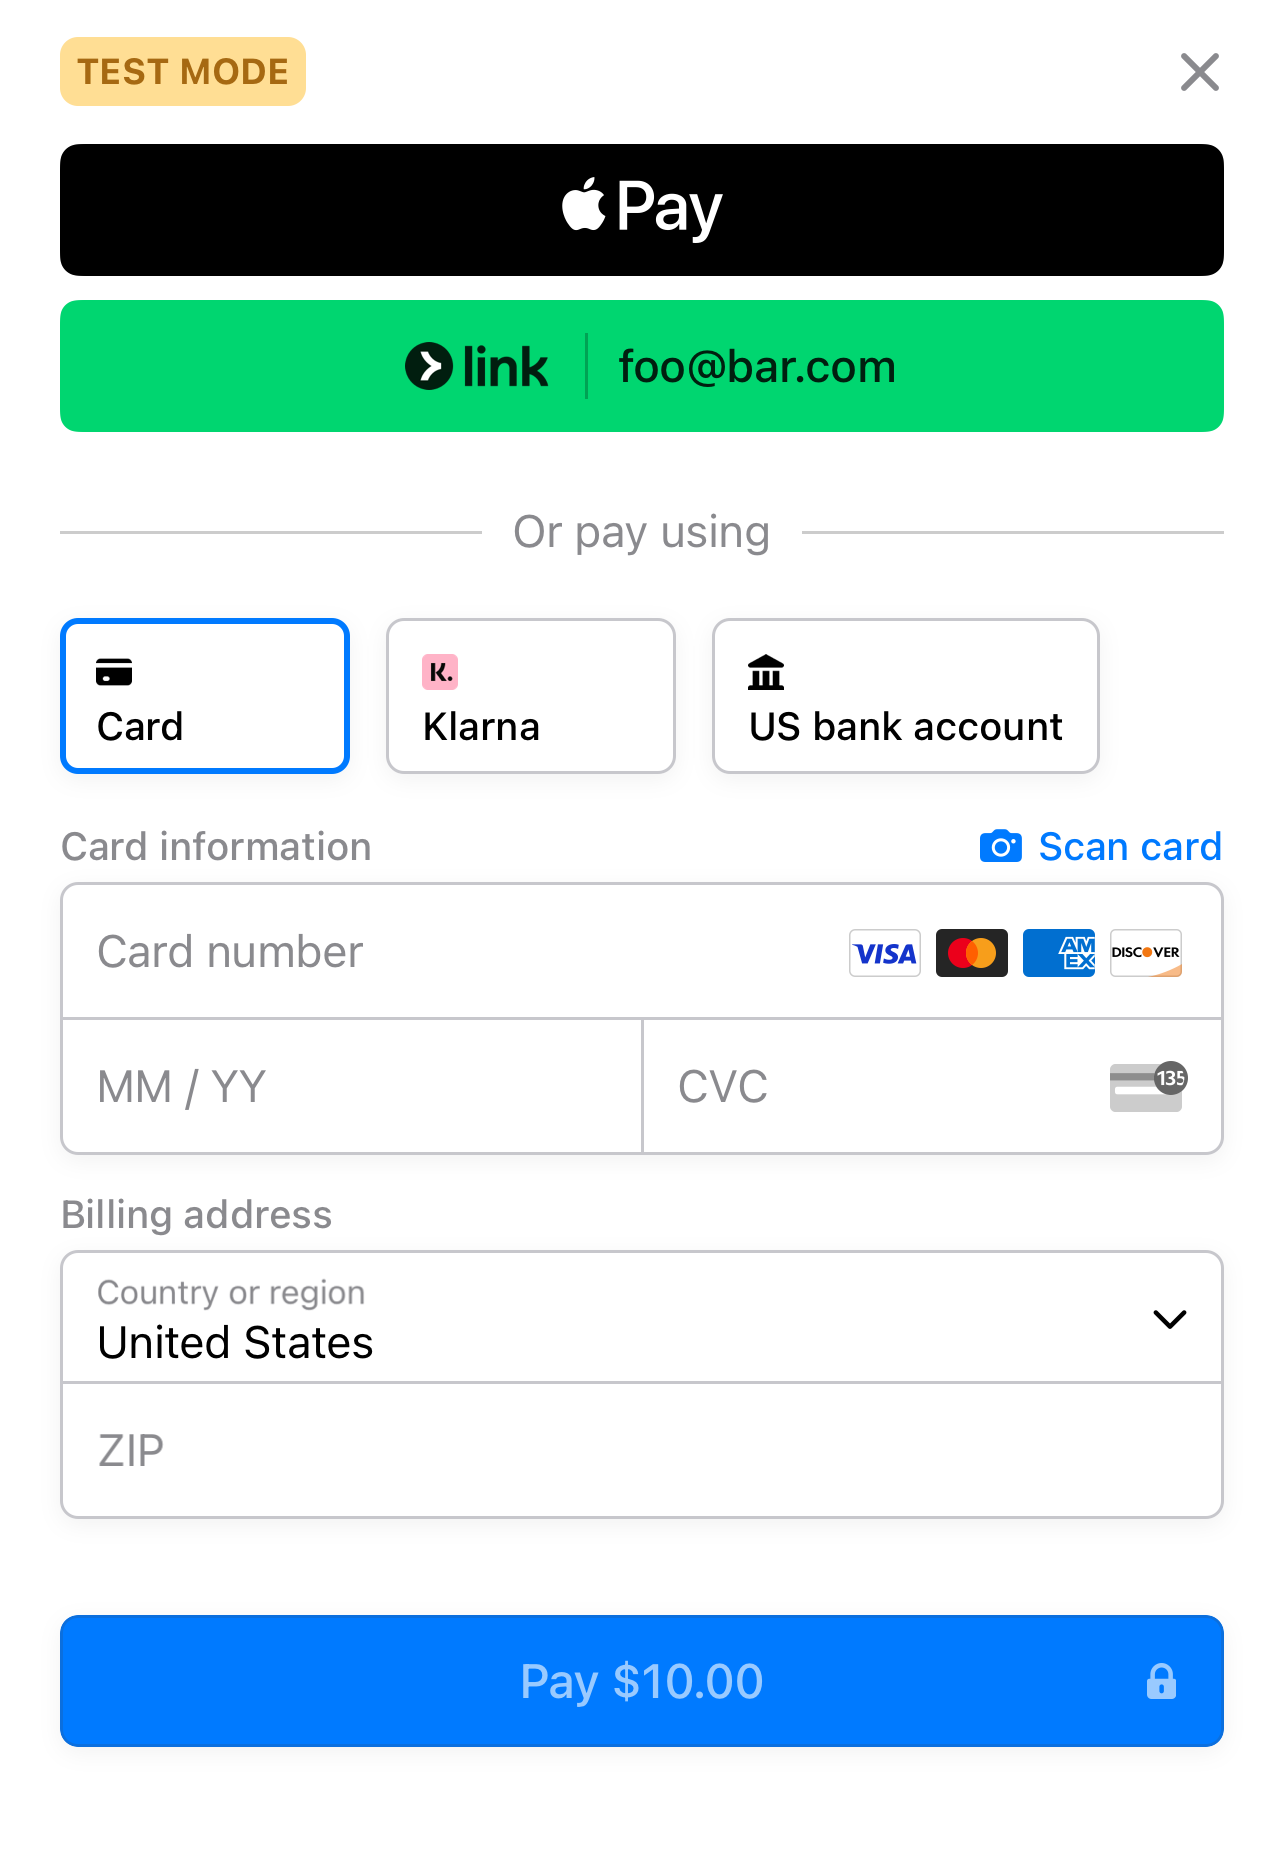 TEST MODE
Pay
link foo@bar.com
Or pay using
K.
Card Klarna US bank account
Card information Scan card
Card number VISA AMEX DISCOVER
MM / YY CVC 135
Billing address
Country or region
United States
ZIP
Pay $10.00